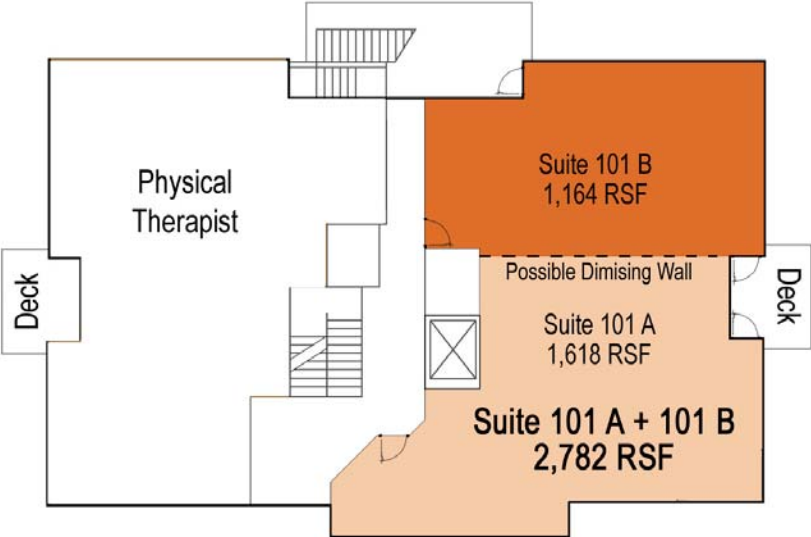 Physical
Therapist
Suite 101 B
1,164 RSF
Deck
Possible Dimising Wall
Deck
Suite 101 A
1,618 RSF
Suite 101 A + 101 B
2,782 RSF